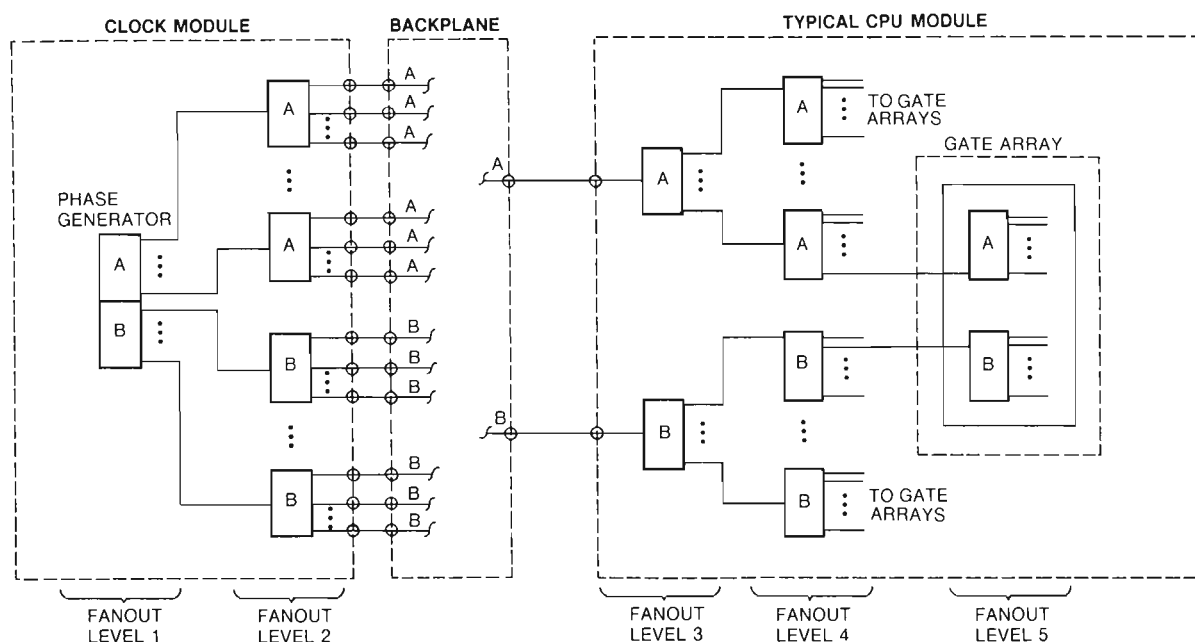 CLOCK MODULE
BACKPLANE
TYPICAL CPU MODULE
PHASE
GENERATOR
A
B
A
A
B
B
A
A
A
A
A
A
B
B
B
B
B
B
A
B
A
B
A
A
B
B
TO GATE
ARRAYS
TO GATE
ARRAYS
GATE ARRAY
A
B
FANOUT
LEVEL 1
FANOUT
LEVEL 2
FANOUT
LEVEL 3
FANOUT
LEVEL 4
FANOUT
LEVEL 5